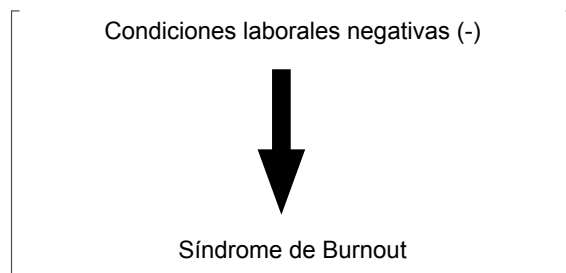 Condiciones laborales negativas (-)
Síndrome de Burnout